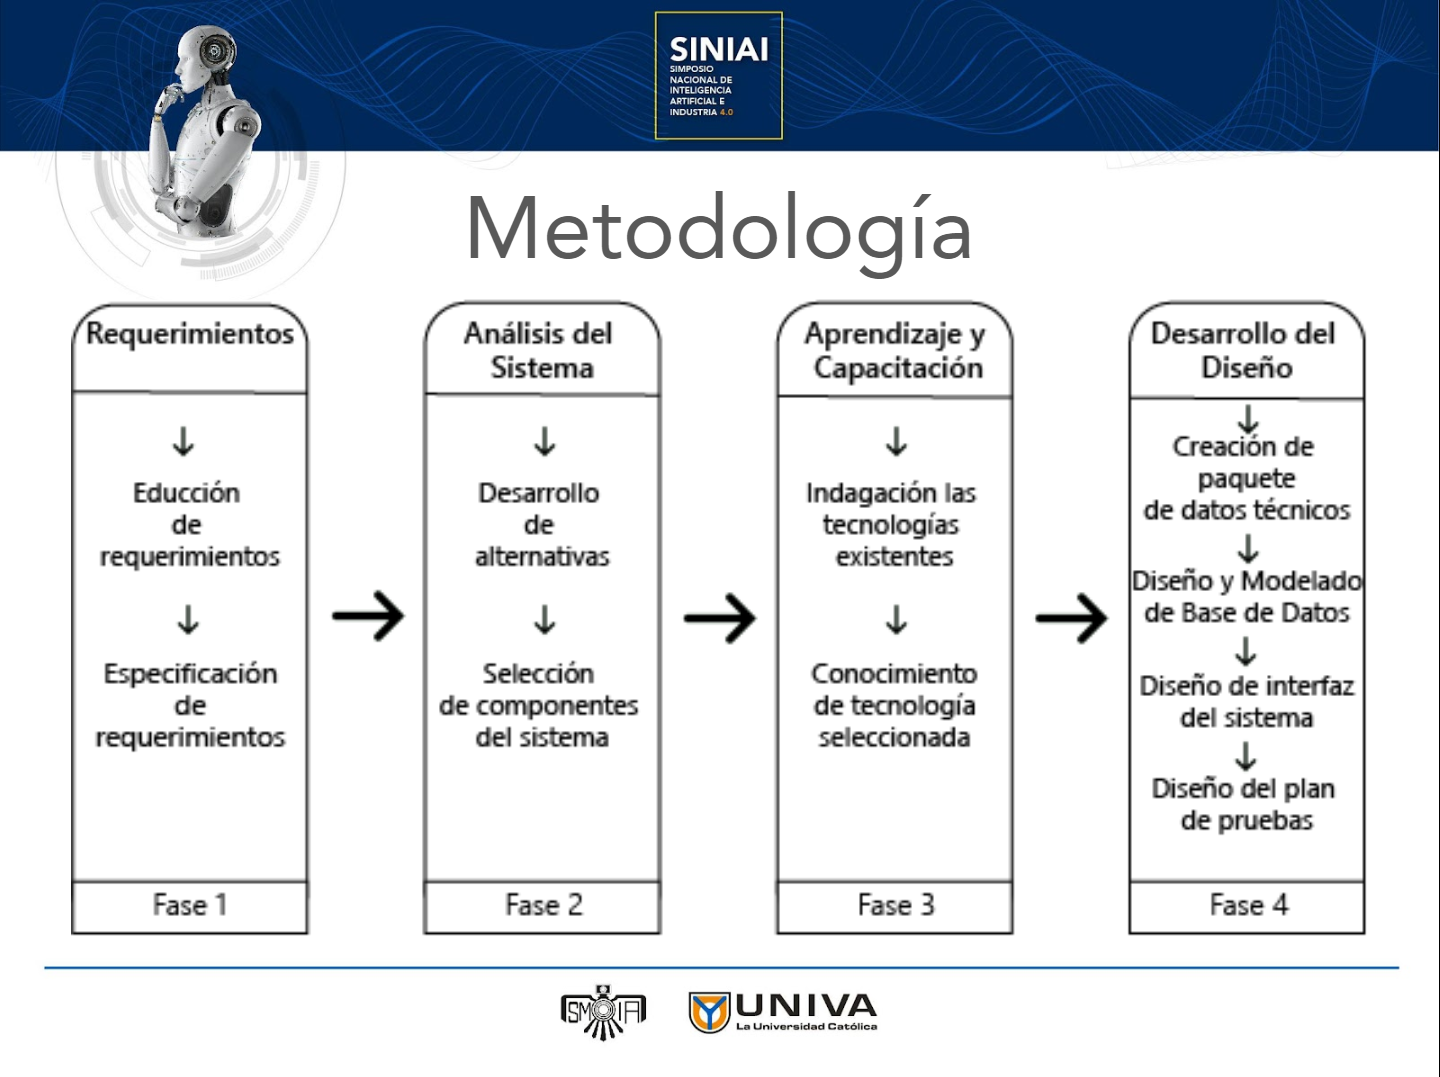 SINIAI
SIMPOSIO
NACIONAL DE
INTELIGENCIA
ARTIFICIAL E
INDUSTRIA 4.0
Metodología
Requerimientos
Educción
de
requerimientos
Especificación
de
requerimientos
Fase 1
Análisis del
Sistema
Desarrollo
de
alternativas
Selección
de componentes
del sistema
Fase 2
Aprendizaje y
Capacitación
Indagación las
tecnologías
existentes
Conocimiento
de tecnología
seleccionada
Fase 3
Desarrollo del
Diseño
Creación de
paquete
de datos técnicos
Diseño y Modelado
de Base de Datos
Diseño de interfaz
del sistema
Diseño del plan
de pruebas
Fase 4
SMIA
UNIVA
La Universidad Católica